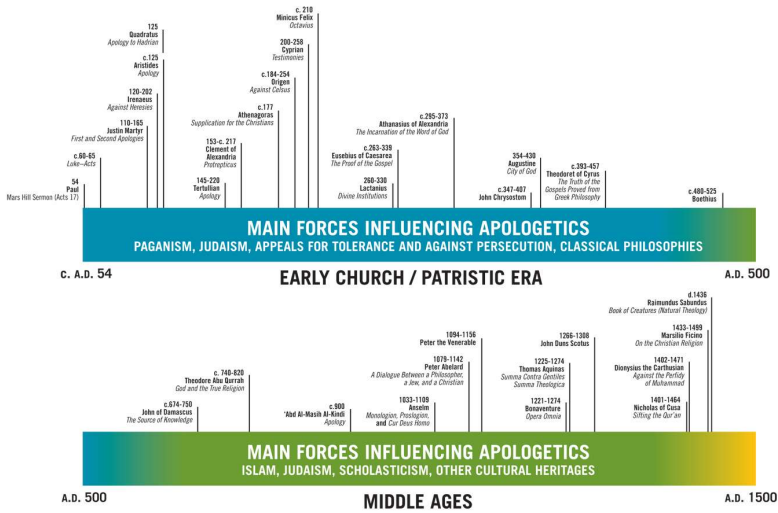 54
Paul
Mars Hill Sermon (Acts 17)
c.60-65
Luke–Acts
110-165
Justin Martyr
First and Second Apologies
120-202
Irenaeus
Against Heresies
c.125
Aristides
Apology
125
Quadratus
Apology to Hadrian
145-220
Tertullian
Apology
153-c. 217
Clement of
Alexandria
Protrepticus
c.177
Athenagoras
Supplication for the Christians
c.184-254
Origen
Against Celsus
200-258
Cyprian
Testimonies
c. 210
Minicus Felix
Octavius
260-330
Lactanius
Divine Institutions
c.263-339
Eusebius of Caesarea
The Proof of the Gospel
c.295-373
Athanasius of Alexandria
The Incarnation of the Word of God
c.347-407
John Chrysostom
354-430
Augustine
City of God
c.393-457
Theodoret of Cyrus
The Truth of the
Gospels Proved from
Greek Philosophy
c.480-525
Boethius
MAIN FORCES INFLUENCING APOLOGETICS
PAGANISM, JUDAISM, APPEALS FOR TOLERANCE AND AGAINST PERSECUTION, CLASSICAL PHILOSOPHIES
C. A.D. 54
EARLY CHURCH / PATRISTIC ERA
A.D. 500
c.674-750
John of Damascus
The Source of Knowledge
c. 740-820
Theodore Abu Qurrah
God and the True Religion
c.900
'Abd Al-Masih Al-Kindi
Apology
1033-1109
Anselm
Monologion, Proslogion,
and Cur Deus Homo
1079-1142
Peter Abelard
A Dialogue Between a Philosopher,
a Jew, and a Christian
1094-1156
Peter the Venerable
1221-1274
Bonaventure
Opera Omnia
1225-1274
Thomas Aquinas
Summa Contra Gentiles
Summa Theologica
1266-1308
John Duns Scotus
1401-1464
Nicholas of Cusa
Sifting the Qur'an
1402-1471
Dionysius the Carthusian
Against the Perfidy
of Muhammad
1433-1499
Marsilio Ficino
On the Christian Religion
d.1436
Raimundus Sabundus
Book of Creatures (Natural Theology)
MAIN FORCES INFLUENCING APOLOGETICS
ISLAM, JUDAISM, SCHOLASTICISM, OTHER CULTURAL HERITAGES
A.D. 500
MIDDLE AGES
A.D. 1500